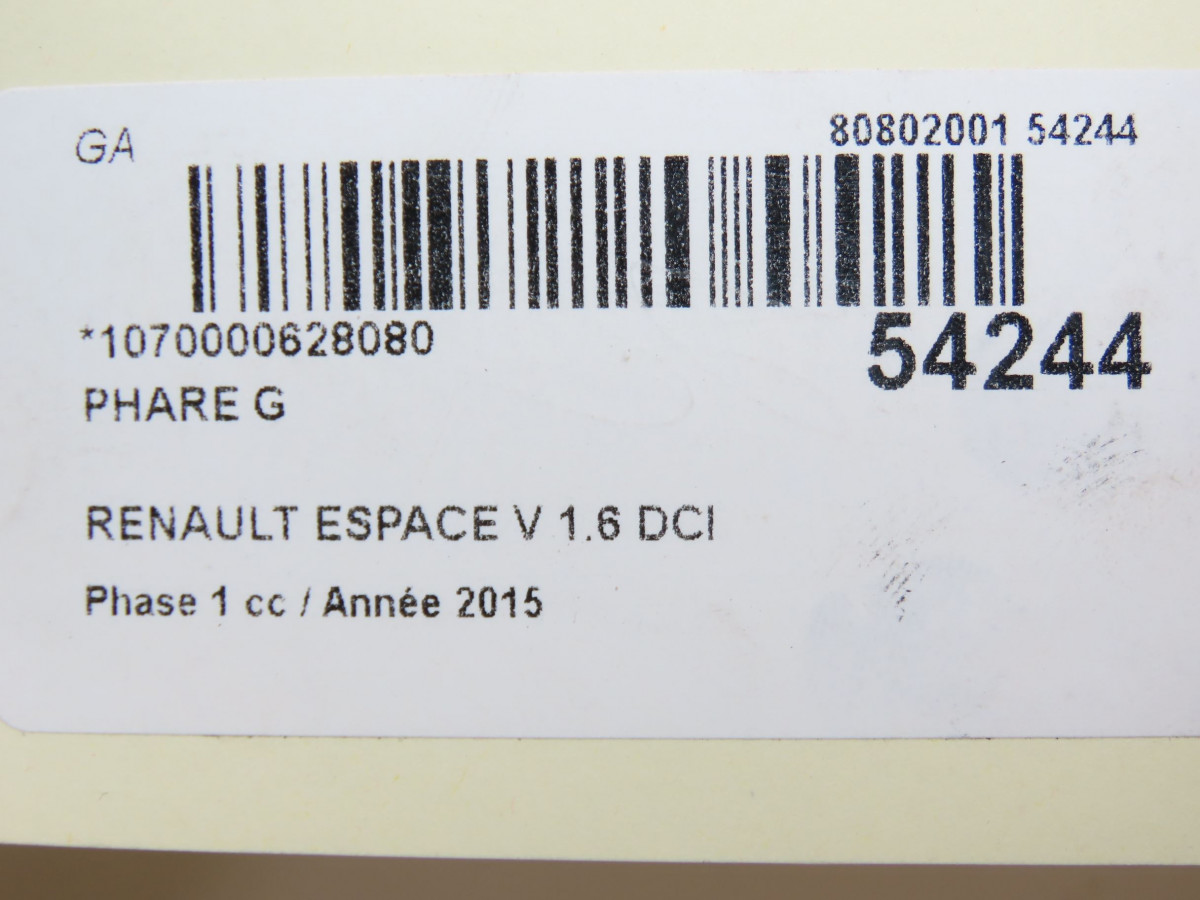 GA
80802001 54244
*1070000628080
54244
PHARE G
RENAULT ESPACE V 1.6 DCI
Phase 1 cc / Année 2015